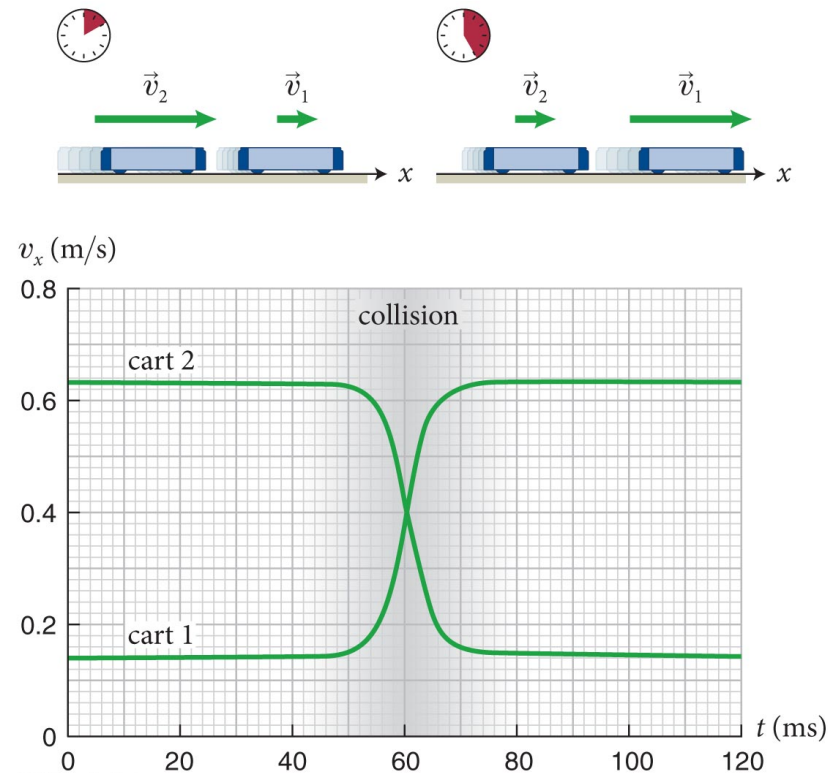 v⃗₂ v⃗₁ v⃗₂ v⃗₁
x x
vₓ (m/s)
0.8
collision
cart 2
0.6
0.4
0.2
cart 1
0
t (ms)
0 20 40 60 80 100 120